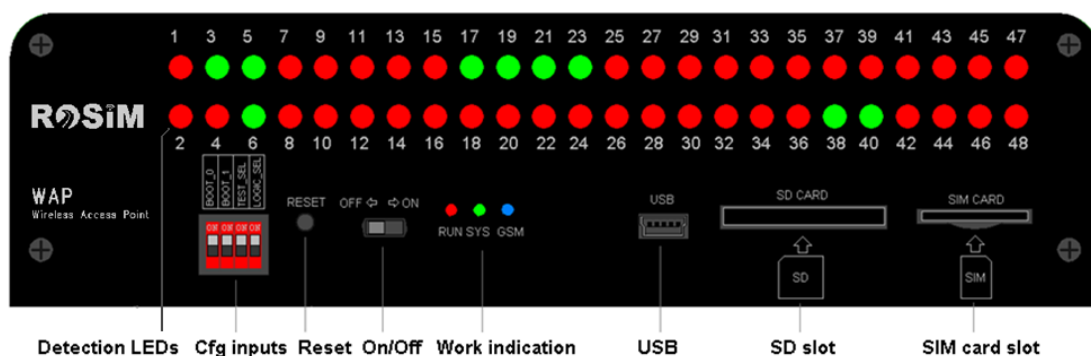 1 3 5 7 9 11 13 15 17 19 21 23 25 27 29 31 33 35 37 39 41 43 45 47
ROSiM
2 4 6 8 10 12 14 16 18 20 22 24 26 28 30 32 34 36 38 40 42 44 46 48
BOOT_0
BOOT_1
TEST_SEL
LOGIC_SEL
WAP
Wireless Access Point
RESET
OFF ⇦ ⇨ ON
USB
SD CARD
SIM CARD
ON ON ON ON
RUN SYS GSM
SD
SIM
Detection LEDs Cfg inputs Reset On/Off Work indication USB SD slot SIM card slot